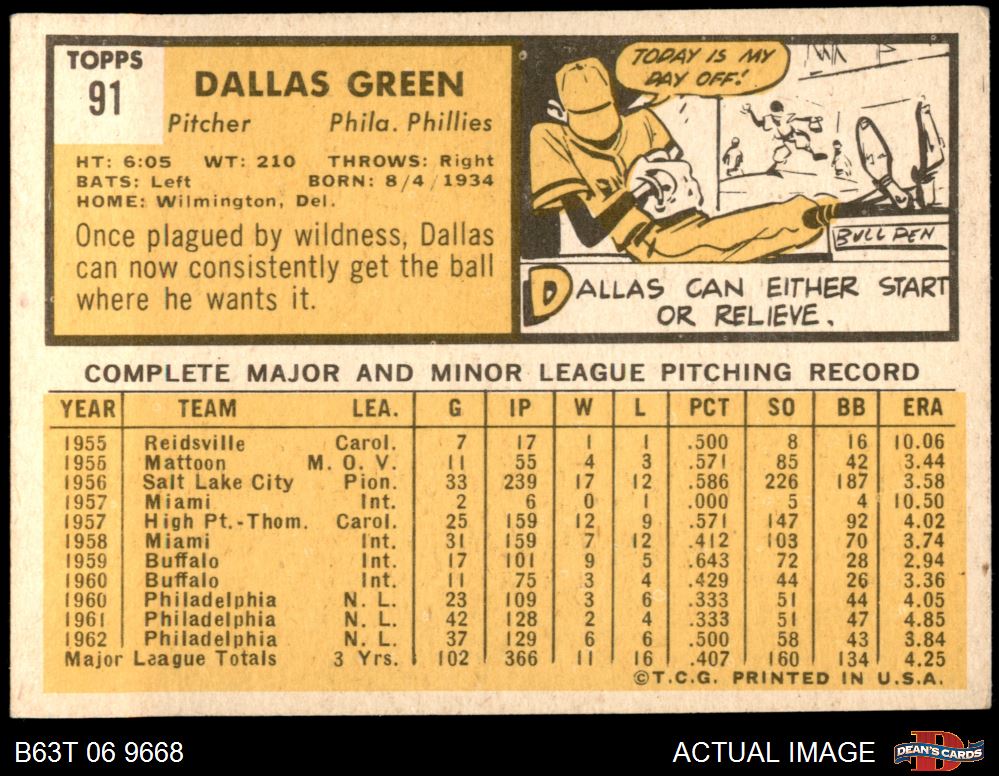 TOPPS
91
DALLAS GREEN
Pitcher Phila. Phillies
HT: 6:05 WT: 210 THROWS: Right
BATS: Left BORN: 8/4/1934
HOME: Wilmington, Del.
Once plagued by wildness, Dallas
can now consistently get the ball
where he wants it.
TODAY IS MY
DAY OFF!
BULL PEN
DALLAS CAN EITHER START
OR RELIEVE.
COMPLETE MAJOR AND MINOR LEAGUE PITCHING RECORD
YEAR TEAM LEA. G IP W L PCT SO BB ERA
1955 Reidsville Carol. 7 17 1 1 .500 8 16 10.06
1955 Mattoon M. O. V. 11 55 4 3 .571 85 42 3.44
1956 Salt Lake City Pion. 33 239 17 12 .586 226 187 3.58
1957 Miami Int. 2 6 0 1 .000 5 4 10.50
1957 High Pt.-Thom. Carol. 25 159 12 9 .571 147 92 4.02
1958 Miami Int. 31 159 7 12 .412 103 70 3.74
1959 Buffalo Int. 17 101 9 5 .643 72 28 2.94
1960 Buffalo Int. 11 75 3 4 .429 44 26 3.36
1960 Philadelphia N. L. 23 109 3 6 .333 51 44 4.05
1961 Philadelphia N. L. 42 128 2 4 .333 51 47 4.85
1962 Philadelphia N. L. 37 129 6 6 .500 58 43 3.84
Major League Totals 3 Yrs. 102 366 11 16 .407 160 134 4.25
©T.C.G. PRINTED IN U.S.A.
B63T 06 9668 ACTUAL IMAGE DEAN'S CARDS